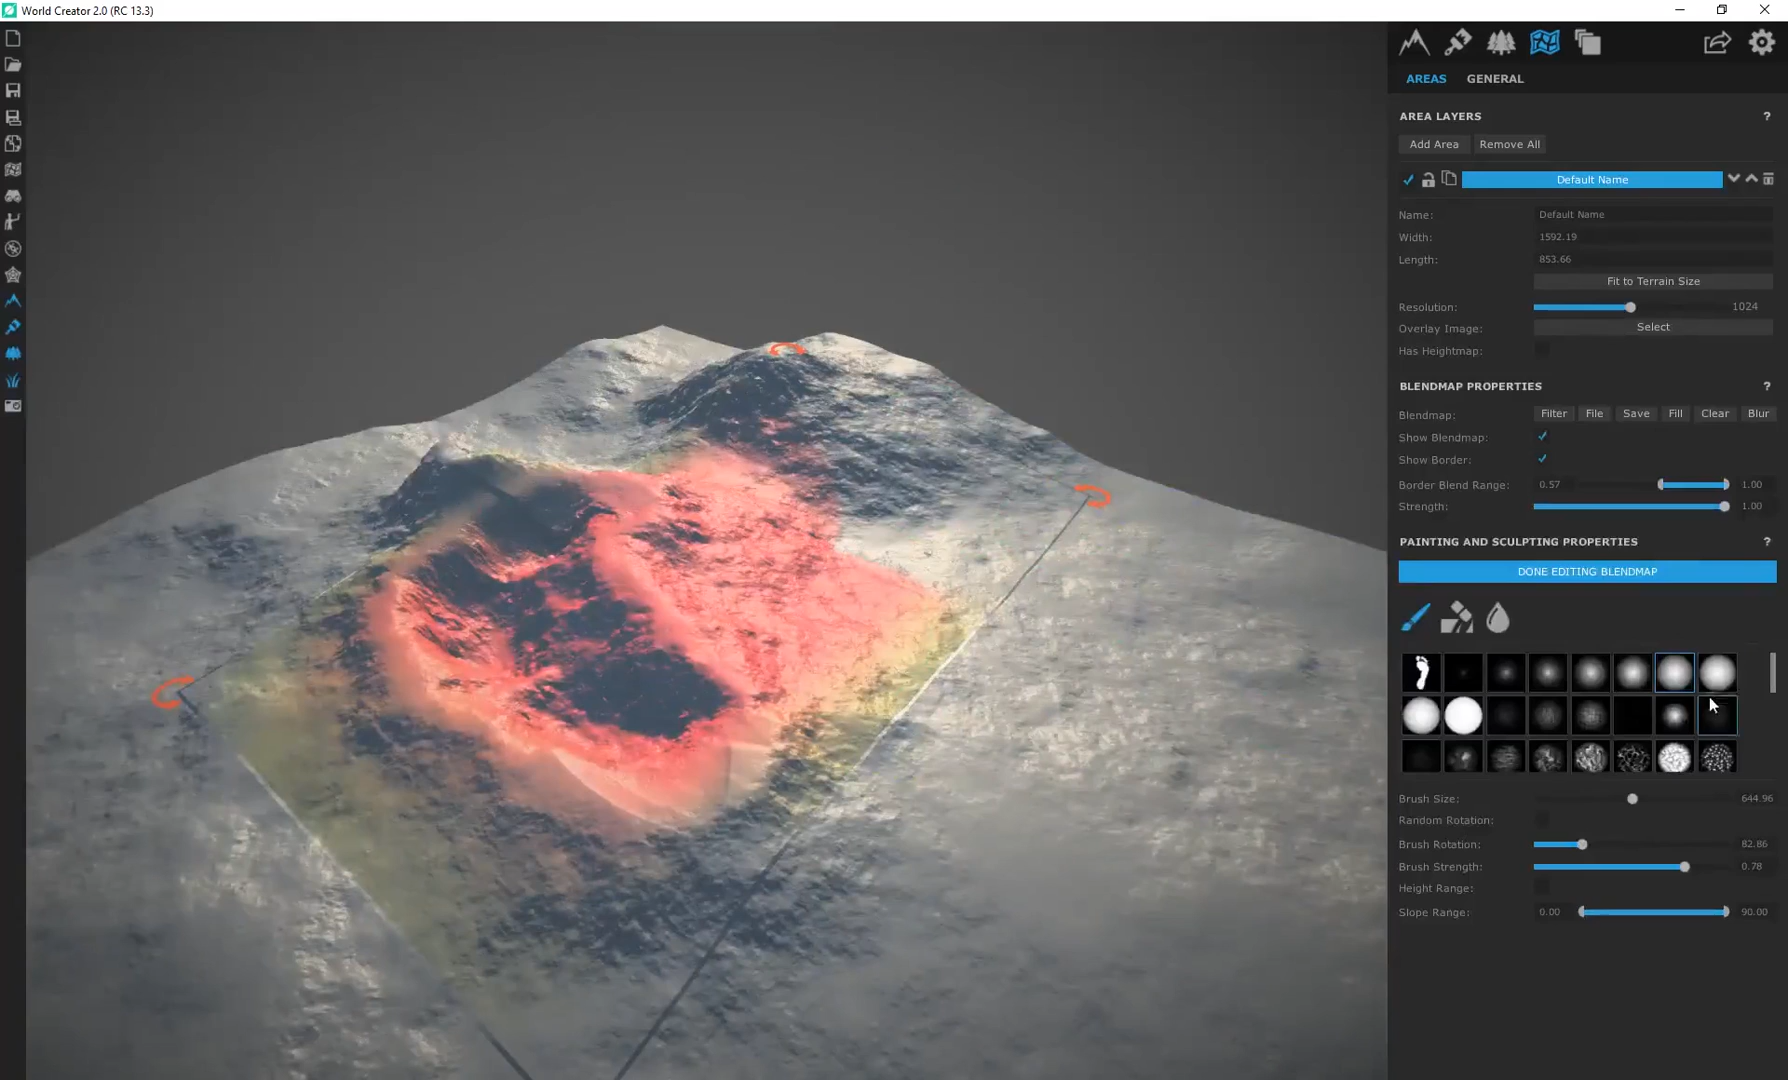 World Creator 2.0 (RC 13.3)
AREAS GENERAL
AREA LAYERS ?
Add Area Remove All
Default Name
Name: Default Name
Width: 1592.19
Length: 853.66
Fit to Terrain Size
Resolution: 1024
Overlay Image: Select
Has Heightmap:
BLENDMAP PROPERTIES ?
Blendmap: Filter File Save Fill Clear Blur
Show Blendmap:
Show Border:
Border Blend Range: 0.57 1.00
Strength: 1.00
PAINTING AND SCULPTING PROPERTIES ?
DONE EDITING BLENDMAP
Brush Size: 644.96
Random Rotation:
Brush Rotation: 82.86
Brush Strength: 0.78
Height Range:
Slope Range: 0.00 90.00